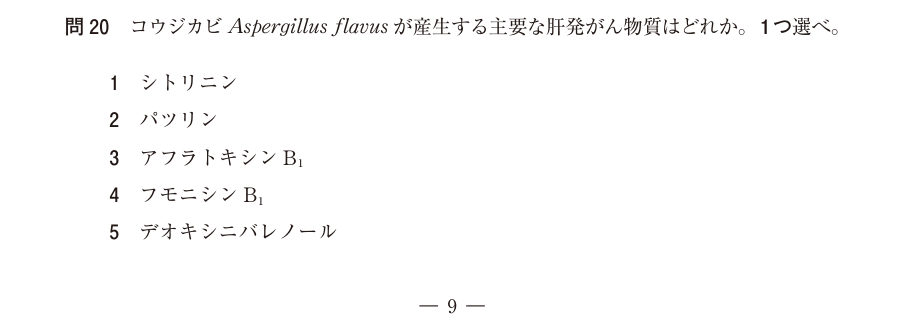 問20 コウジカビ Aspergillus flavus が産生する主要な肝発がん物質はどれか。1つ選べ。
1 シトリニン
2 パツリン
3 アフラトキシン B₁
4 フモニシン B₁
5 デオキシニバレノール
— 9 —